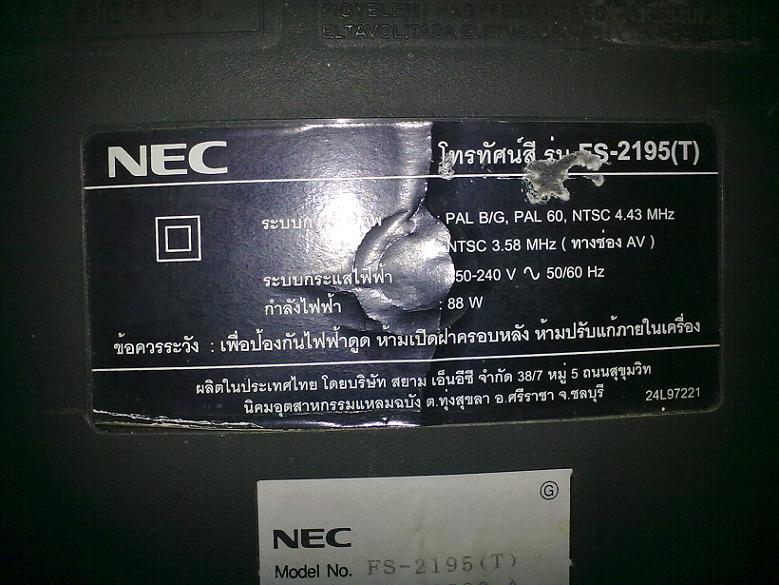 FIGYELEM! NAGYFESZÜLTSÉG
ELTÁVOLÍTÁSA
NEC โทรทัศน์สี รุ่น FS-2195(T)
: PAL B/G, PAL 60, NTSC 4.43 MHz
NTSC 3.58 MHz ( ทางช่อง AV )
ระบบกระแสไฟฟ้า 50-240 V ∿ 50/60 Hz
กำลังไฟฟ้า : 88 W
ข้อควรระวัง : เพื่อป้องกันไฟฟ้าดูด ห้ามเปิดฝาครอบหลัง ห้ามปรับแก้ภายในเครื่อง
ผลิตในประเทศไทย โดยบริษัท สยาม เอ็นอีซี จำกัด 38/7 หมู่ 5 ถนนสุขุมวิท
นิคมอุตสาหกรรมแหลมฉบัง ต.ทุ่งสุขลา อ.ศรีราชา จ.ชลบุรี 24L97221
G
NEC
Model No. FS-2195(T)